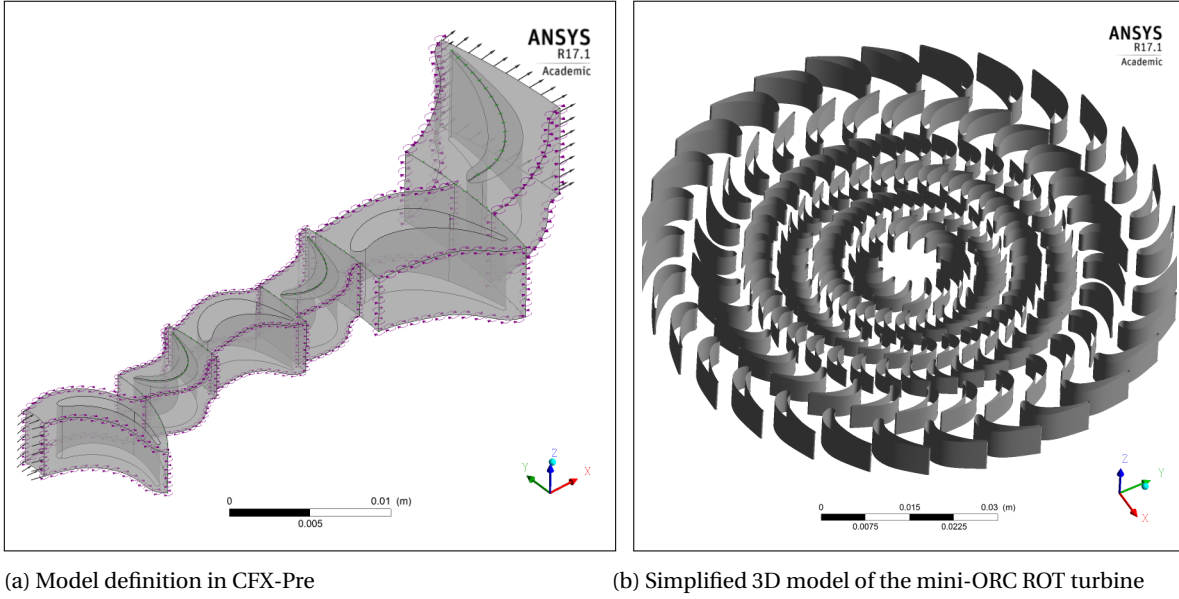 ANSYS
R17.1
Academic
Z
Y
X
0
0.01 (m)
0.005
ANSYS
R17.1
Academic
Z
Y
X
0
0.015
0.03 (m)
0.0075
0.0225
(a) Model definition in CFX-Pre
(b) Simplified 3D model of the mini-ORC ROT turbine